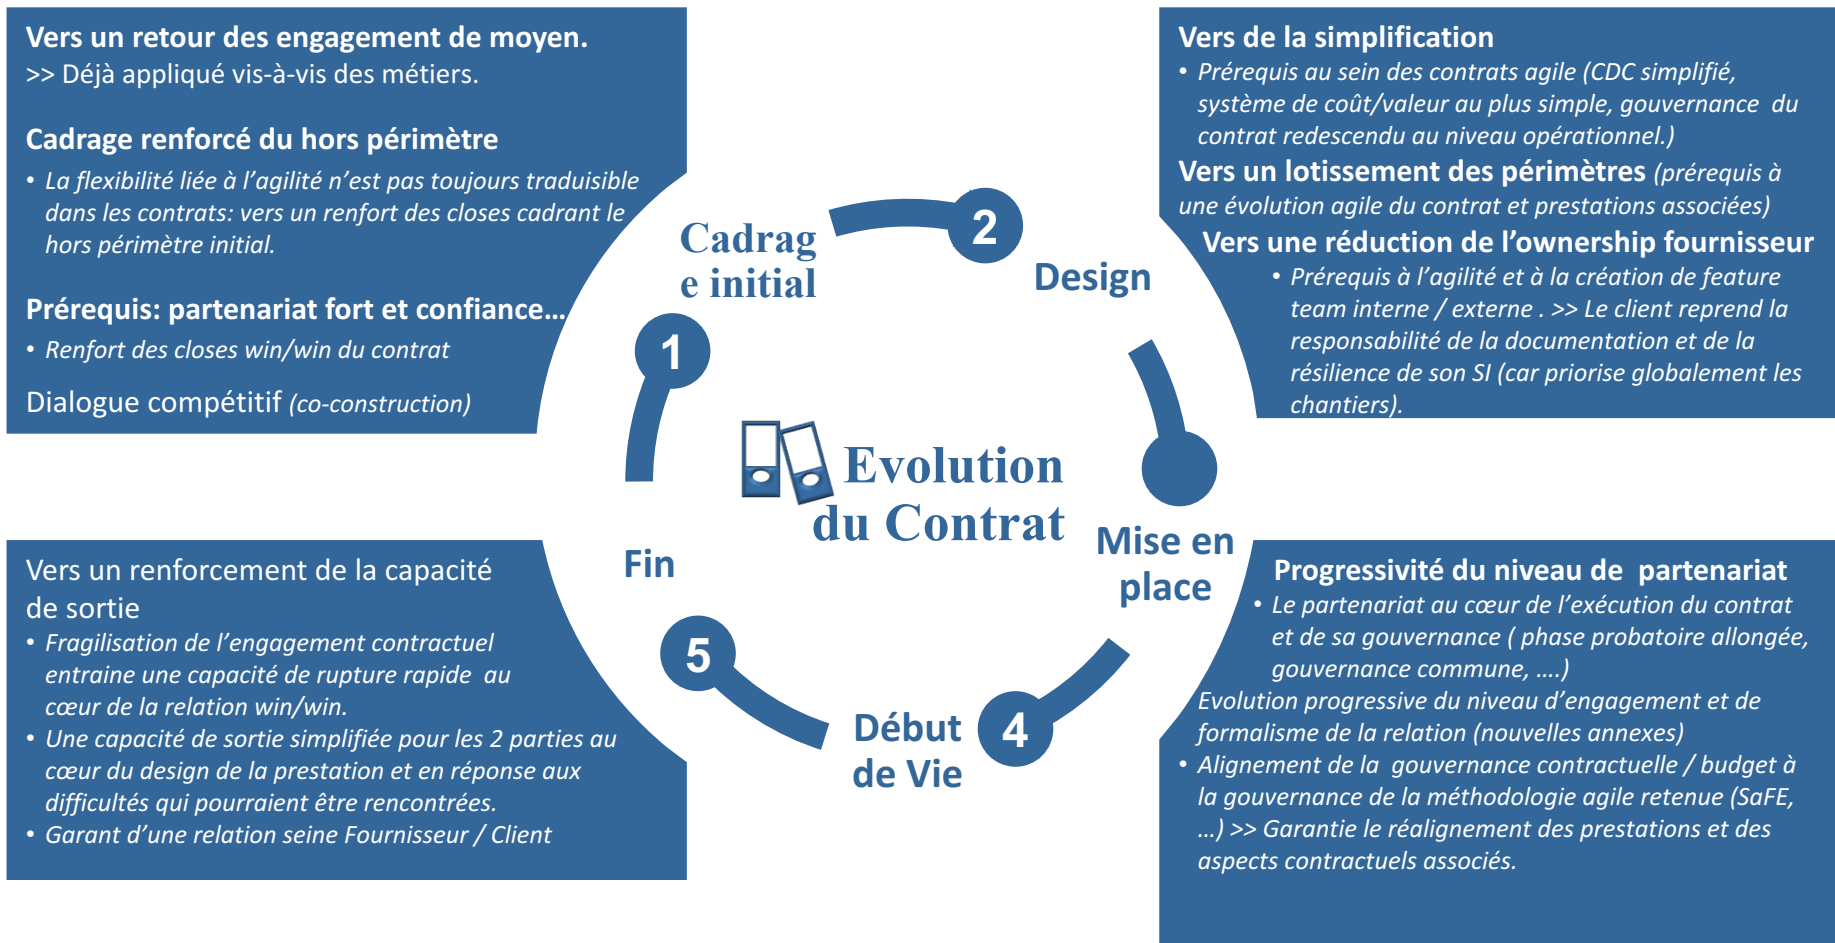 Vers un retour des engagement de moyen.
>> Déjà appliqué vis-à-vis des métiers.
Cadrage renforcé du hors périmètre
• La flexibilité liée à l’agilité n’est pas toujours traduisible
dans les contrats: vers un renfort des closes cadrant le
hors périmètre initial.
Prérequis: partenariat fort et confiance…
• Renfort des closes win/win du contrat
Dialogue compétitif (co-construction)
Vers de la simplification
• Prérequis au sein des contrats agile (CDC simplifié,
système de coût/valeur au plus simple, gouvernance du
contrat redescendu au niveau opérationnel.)
Vers un lotissement des périmètres (prérequis à
une évolution agile du contrat et prestations associées)
Vers une réduction de l’ownership fournisseur
• Prérequis à l’agilité et à la création de feature
team interne / externe . >> Le client reprend la
responsabilité de la documentation et de la
résilience de son SI (car priorise globalement les
chantiers).
Cadrag
e initial
1
2
Design
Evolution
du Contrat
Mise en
place
Fin
5
Début
de Vie
4
Vers un renforcement de la capacité
de sortie
• Fragilisation de l’engagement contractuel
entraine une capacité de rupture rapide au
cœur de la relation win/win.
• Une capacité de sortie simplifiée pour les 2 parties au
cœur du design de la prestation et en réponse aux
difficultés qui pourraient être rencontrées.
• Garant d’une relation seine Fournisseur / Client
Progressivité du niveau de partenariat
• Le partenariat au cœur de l’exécution du contrat
et de sa gouvernance ( phase probatoire allongée,
gouvernance commune, ….)
Evolution progressive du niveau d’engagement et de
formalisme de la relation (nouvelles annexes)
• Alignement de la gouvernance contractuelle / budget à
la gouvernance de la méthodologie agile retenue (SaFE,
…) >> Garantie le réalignement des prestations et des
aspects contractuels associés.